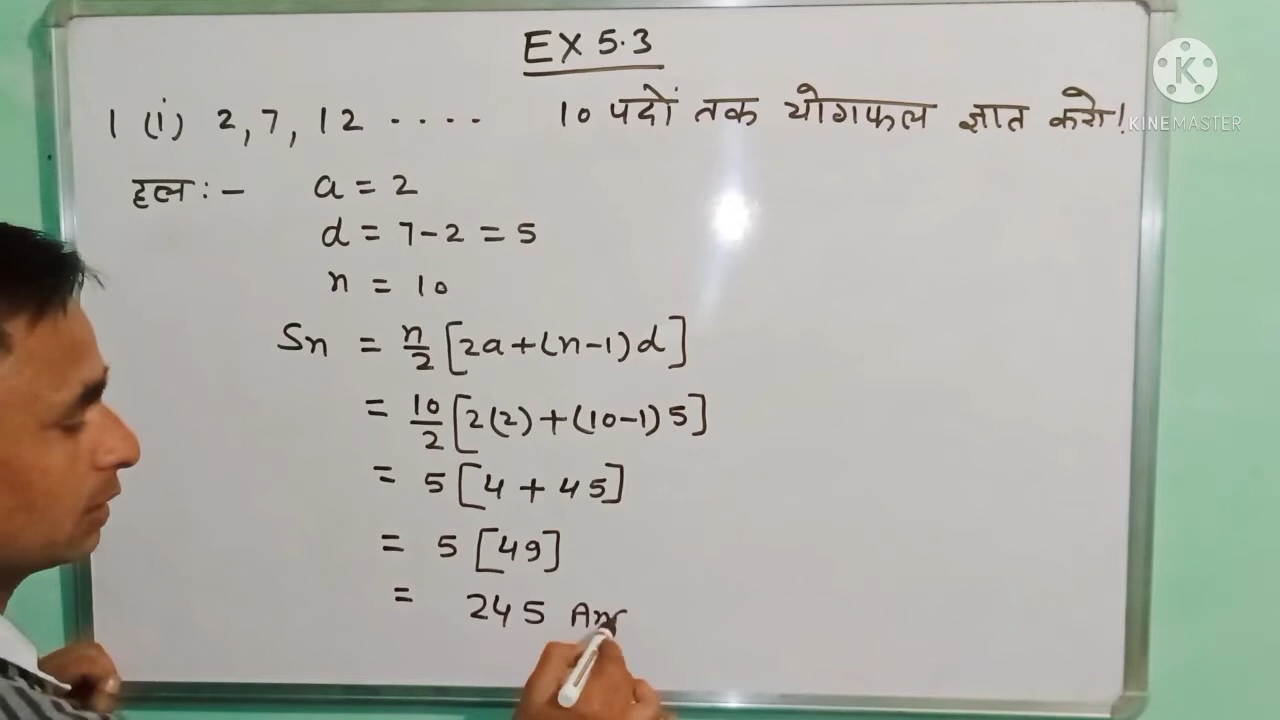 EX 5.3
1 (i) 2, 7, 12 .... 10 पदों तक योगफल ज्ञात करो!
हल:- a = 2
d = 7-2 = 5
n = 10
Sn = n/2 [2a+(n-1)d]
= 10/2 [2(2)+(10-1)5]
= 5[4 + 45]
= 5[49]
= 245 Ans
K
KINEMASTER